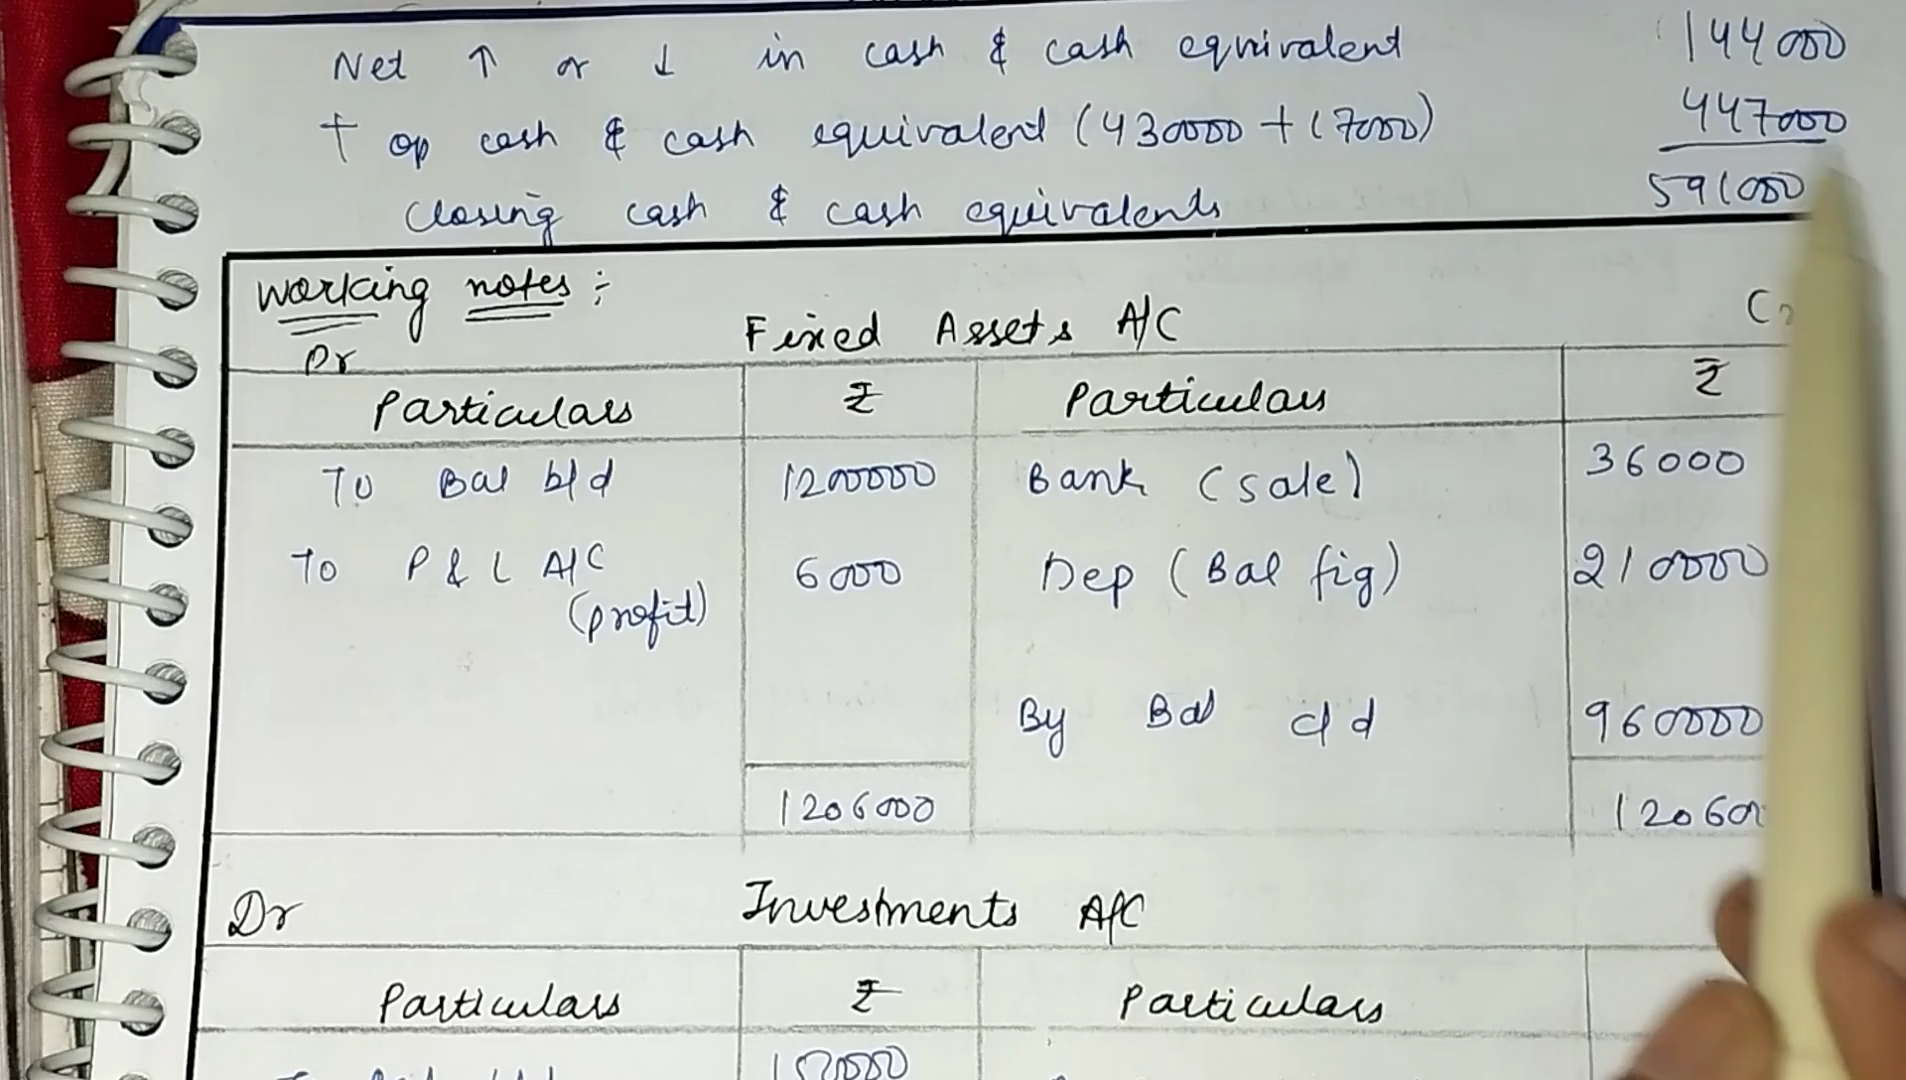 Net ↑ or ↓ in cash & cash equivalent 144000
+ op cash & cash equivalent (430000 + 17000) 447000
Closing cash & cash equivalents 591000
Working notes :-
Dr Fixed Assets A/C
Particulars ₹ Particulars ₹
To Bal b/d 1200000 Bank (sale) 36000
To P & L A/C (profit) 6000 Dep (Bal fig) 210000
By Bal c/d 960000
1206000
Dr Investments A/C
Particulars ₹ Particulars